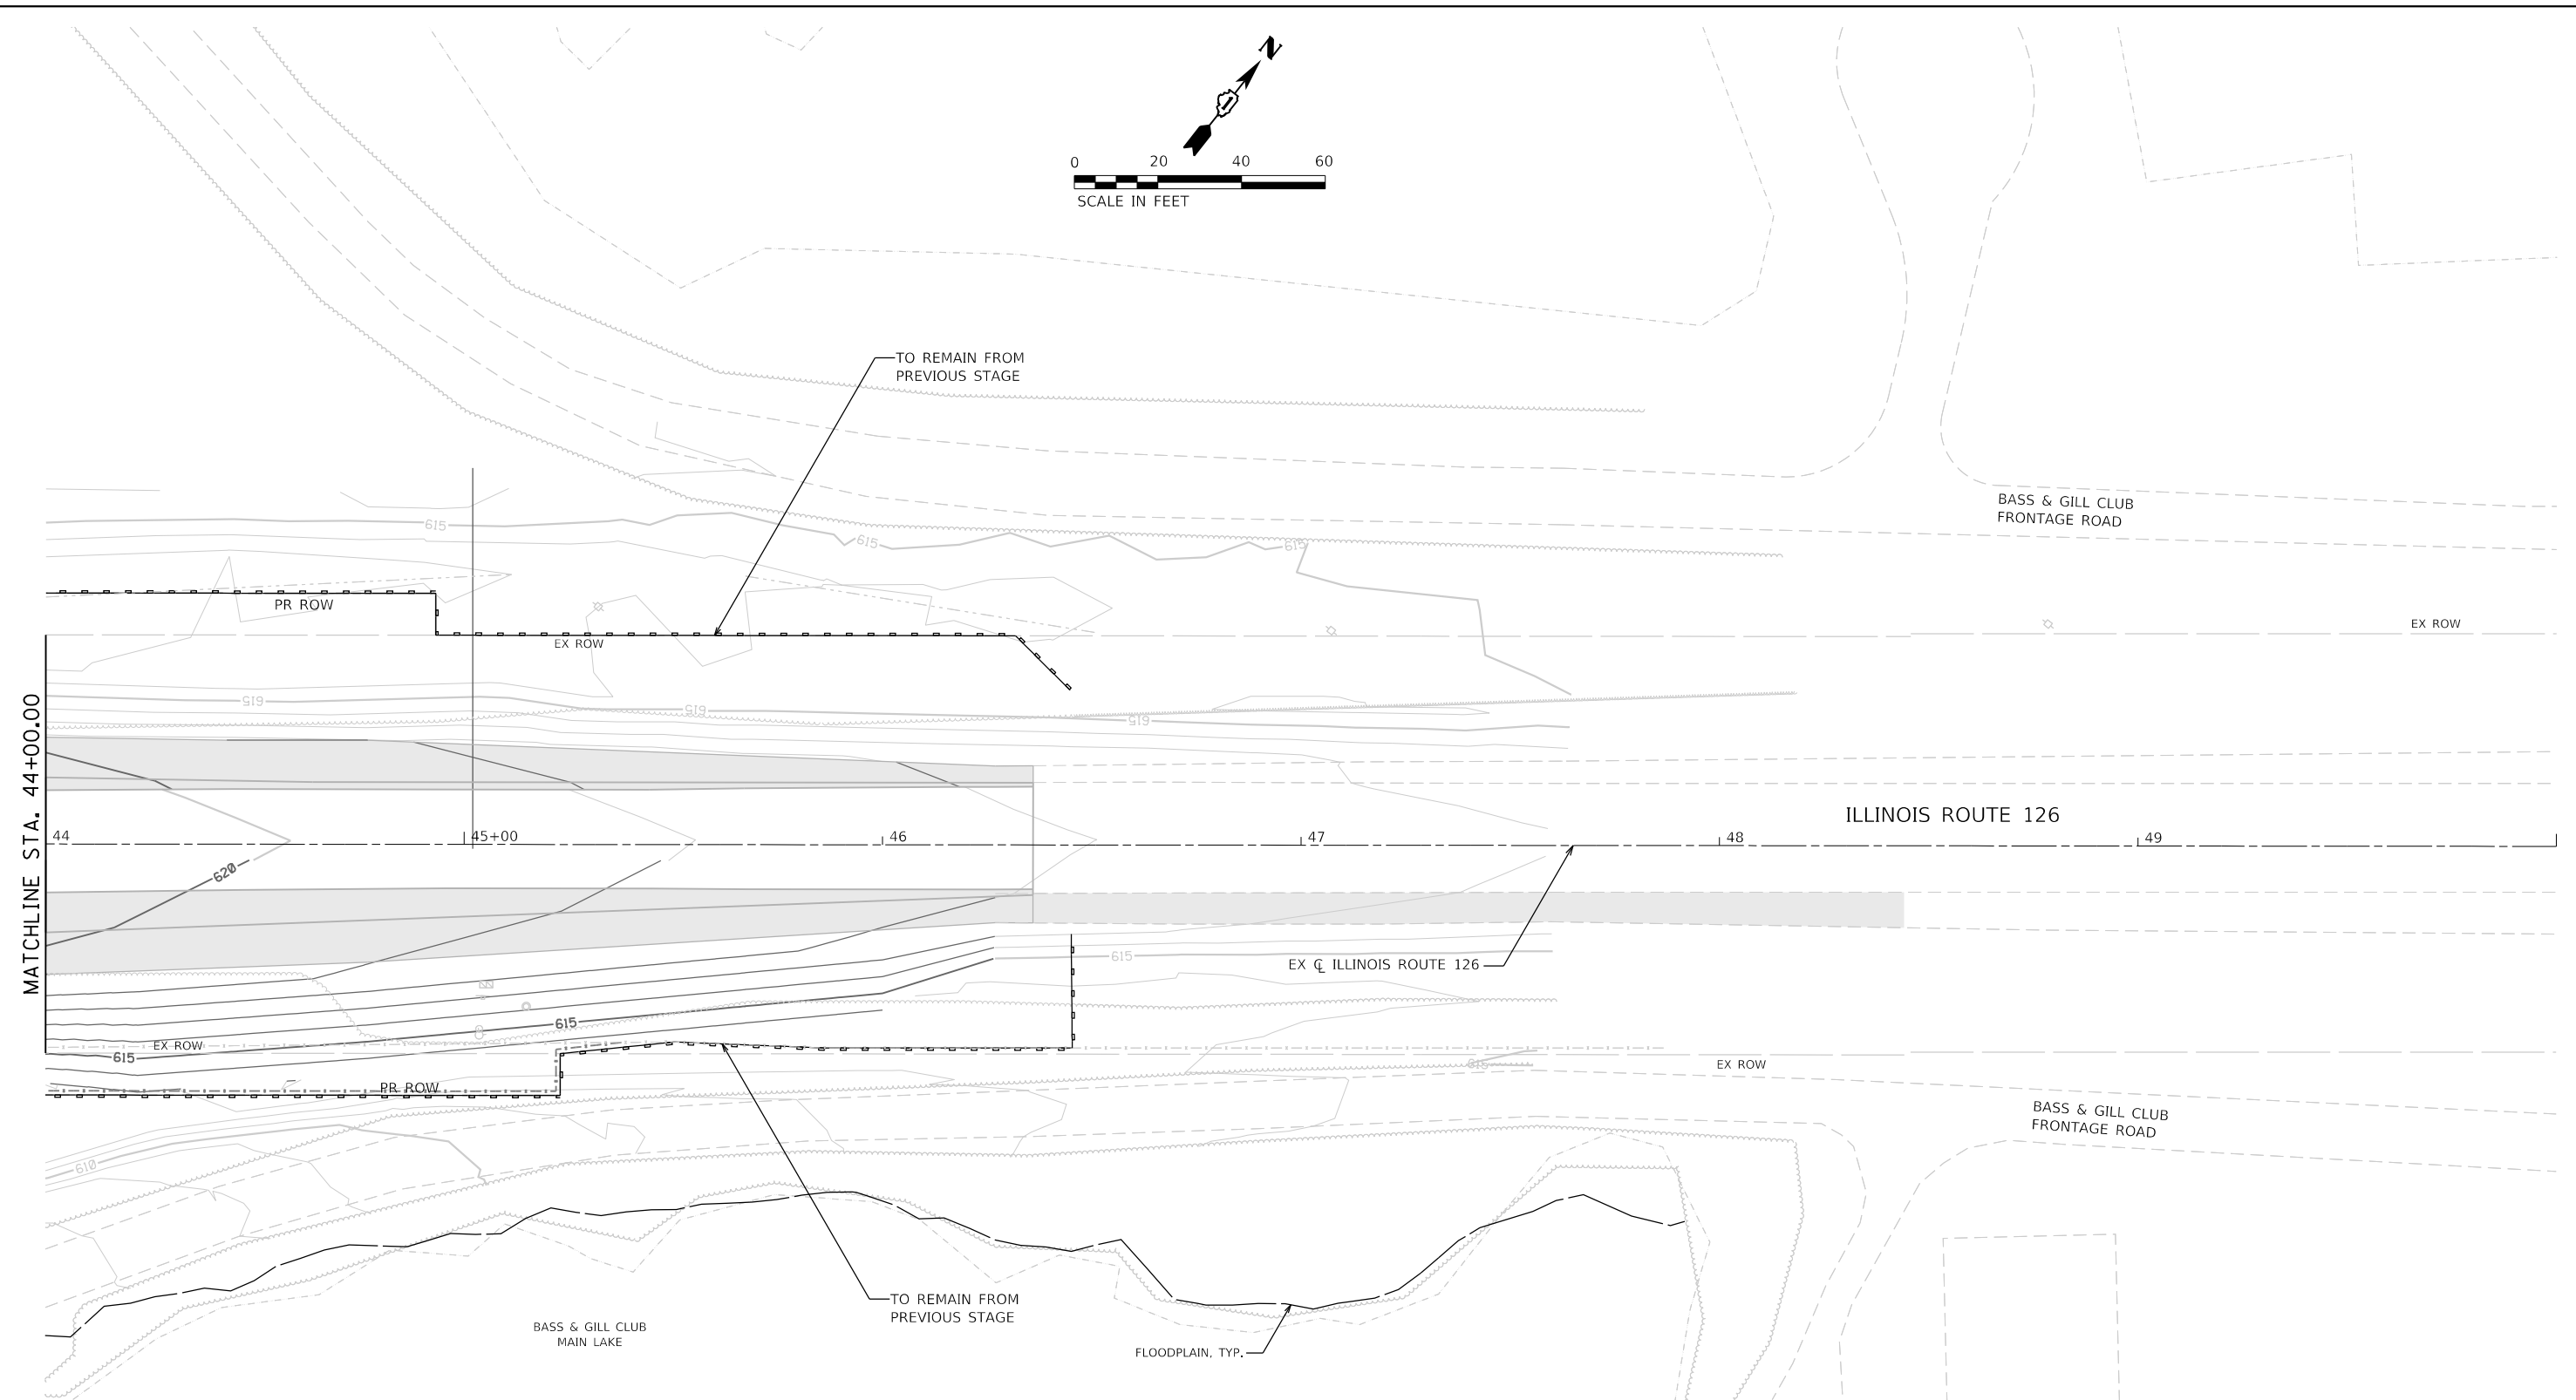 N
0 20 40 60
SCALE IN FEET
TO REMAIN FROM
PREVIOUS STAGE
BASS & GILL CLUB
FRONTAGE ROAD
615
615
615
PR ROW
EX ROW
EX ROW
615
615
615
MATCHLINE STA. 44+00.00
ILLINOIS ROUTE 126
44 45+00 46 47 48 49
620
615
EX ℄ ILLINOIS ROUTE 126
615
EX ROW
615
615
EX ROW
PR ROW
BASS & GILL CLUB
FRONTAGE ROAD
610
TO REMAIN FROM
PREVIOUS STAGE
BASS & GILL CLUB
MAIN LAKE
FLOODPLAIN, TYP.